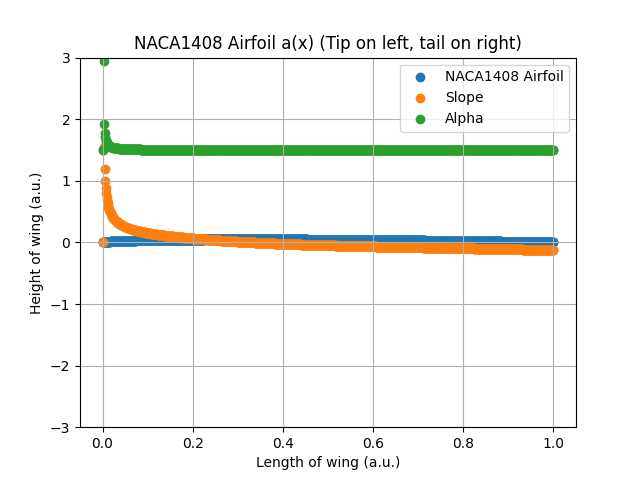 NACA1408 Airfoil a(x) (Tip on left, tail on right)
NACA1408 Airfoil
Slope
Alpha
Height of wing (a.u.)
3
2
1
0
−1
−2
−3
0.0 0.2 0.4 0.6 0.8 1.0
Length of wing (a.u.)